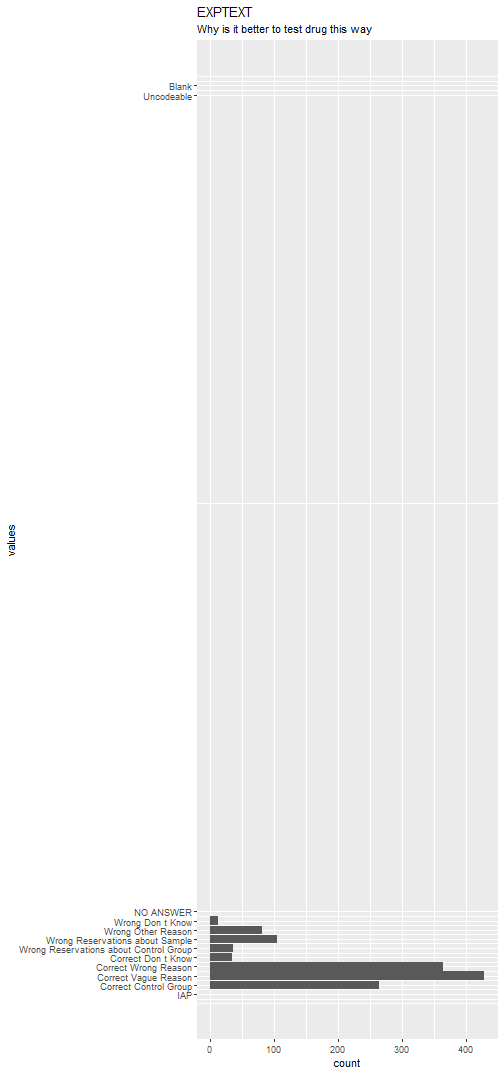 EXPTEXT
Why is it better to test drug this way
Blank
Uncodeable
values
NO ANSWER
Wrong Don t Know
Wrong Other Reason
Wrong Reservations about Sample
Wrong Reservations about Control Group
Correct Don t Know
Correct Wrong Reason
Correct Vague Reason
Correct Control Group
IAP
0 100 200 300 400
count